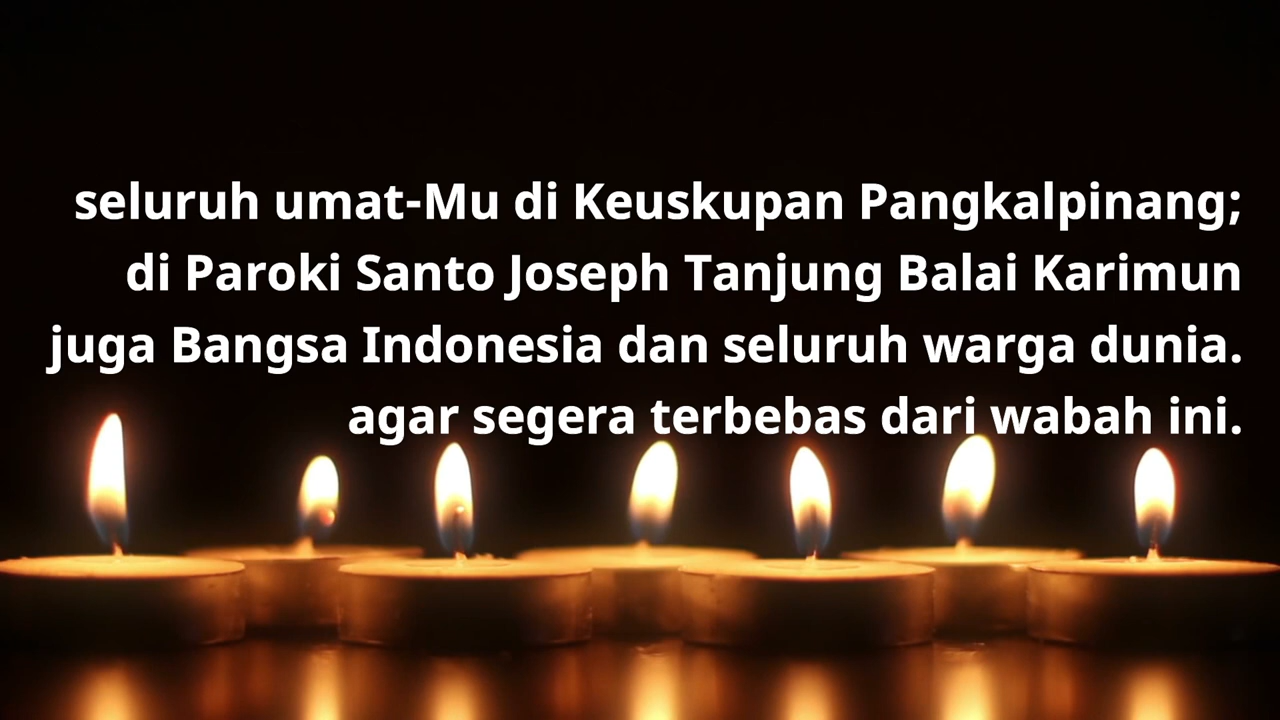 seluruh umat-Mu di Keuskupan Pangkalpinang;
di Paroki Santo Joseph Tanjung Balai Karimun
juga Bangsa Indonesia dan seluruh warga dunia.
agar segera terbebas dari wabah ini.